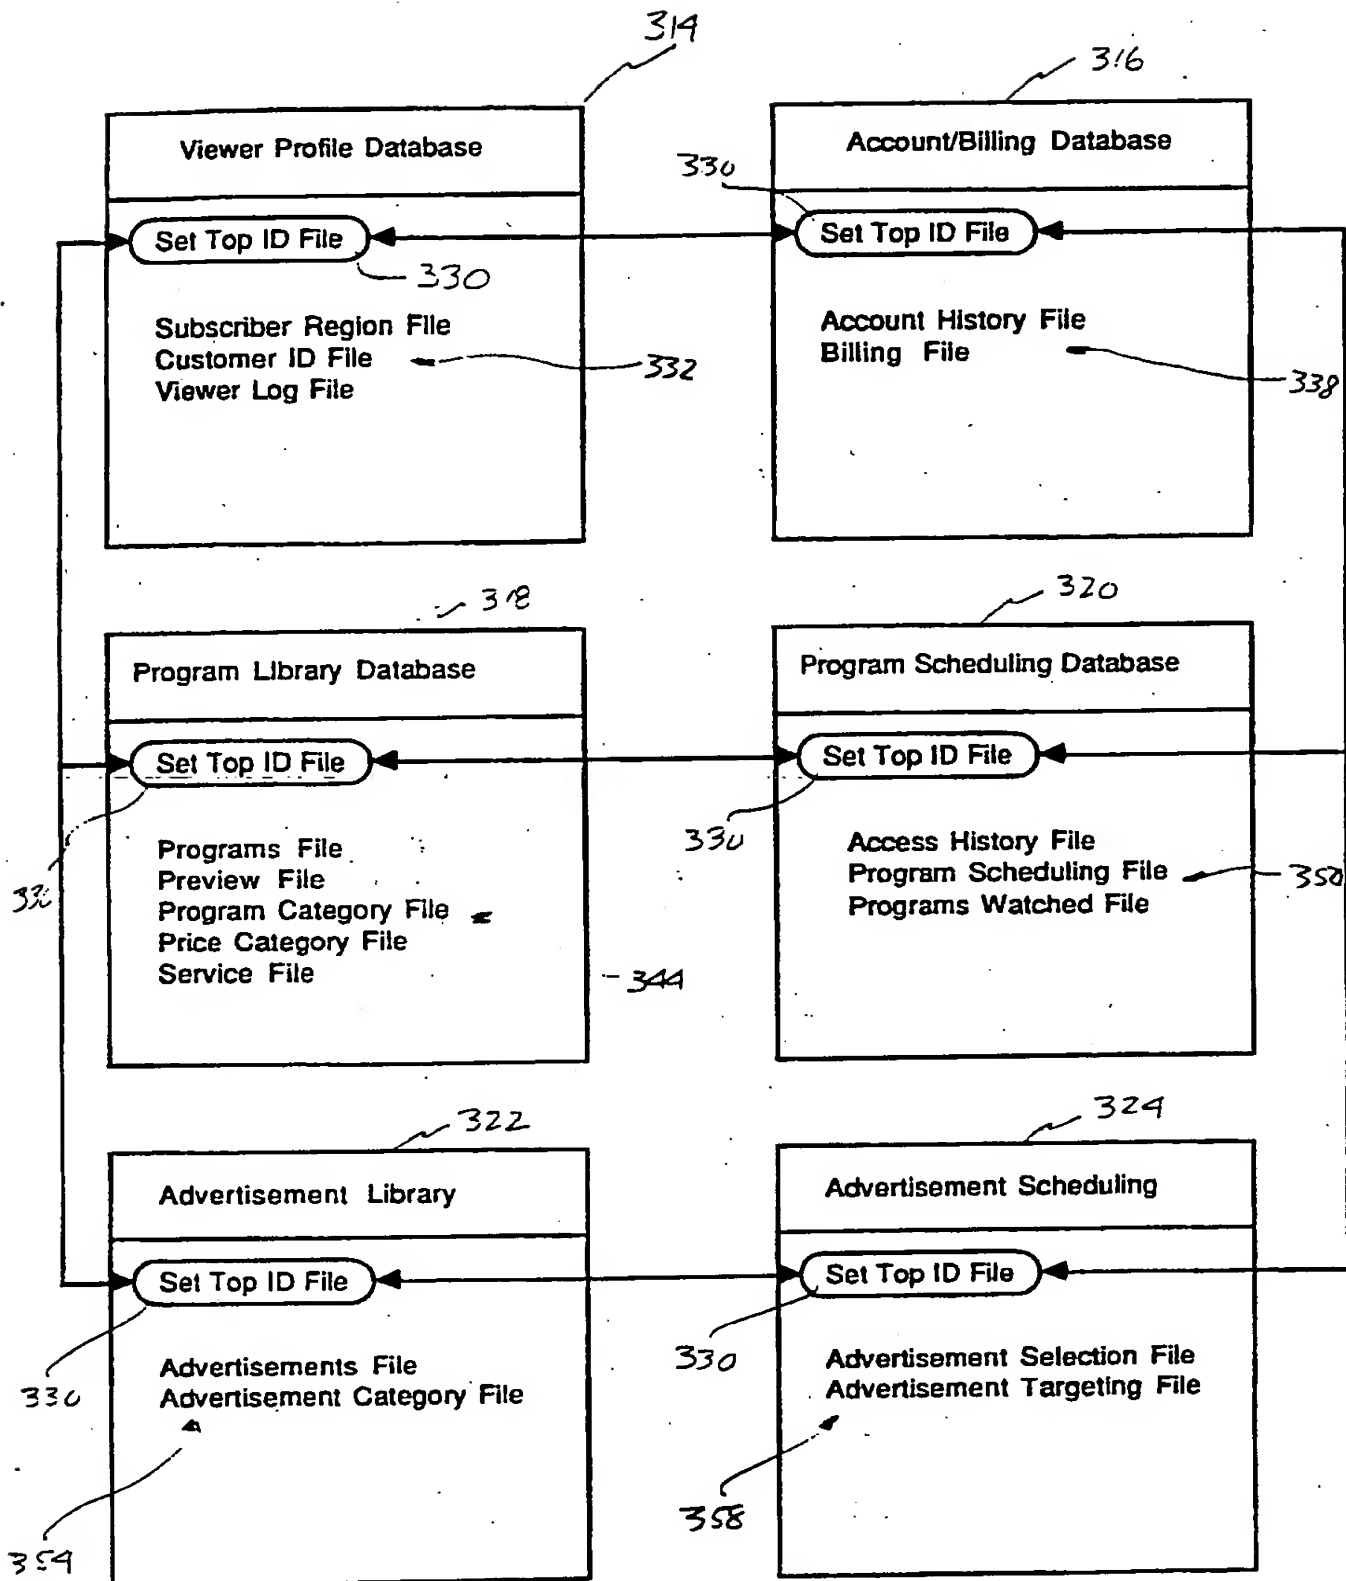 314
316
Viewer Profile Database
Account/Billing Database
330
Set Top ID File
Set Top ID File
330
Subscriber Region File
Customer ID File
Viewer Log File
332
Account History File
Billing File
338
318
320
Program Library Database
Program Scheduling Database
Set Top ID File
Set Top ID File
330
330
Programs File
Preview File
Program Category File
Price Category File
Service File
344
Access History File
Program Scheduling File
Programs Watched File
350
322
324
Advertisement Library
Advertisement Scheduling
Set Top ID File
Set Top ID File
330
330
Advertisements File
Advertisement Category File
Advertisement Selection File
Advertisement Targeting File
354
358